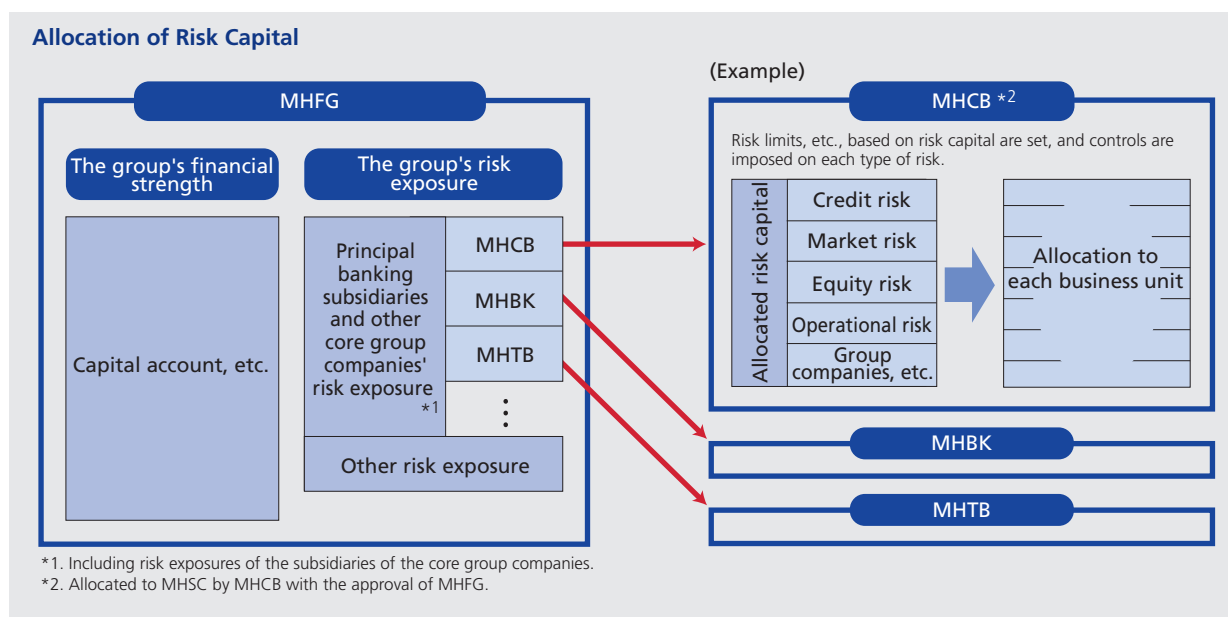 Allocation of Risk Capital
MHFG
The group's financial
strength
Capital account, etc.
The group's risk
exposure
Principal
banking
subsidiaries
and other
core group
companies'
risk exposure
*1
MHCB
MHBK
MHTB
⋮
Other risk exposure
(Example)
MHCB *2
Risk limits, etc., based on risk capital are set, and controls are
imposed on each type of risk.
Allocated risk capital
Credit risk
Market risk
Equity risk
Operational risk
Group
companies, etc.
Allocation to
each business unit
MHBK
MHTB
*1. Including risk exposures of the subsidiaries of the core group companies.
*2. Allocated to MHSC by MHCB with the approval of MHFG.